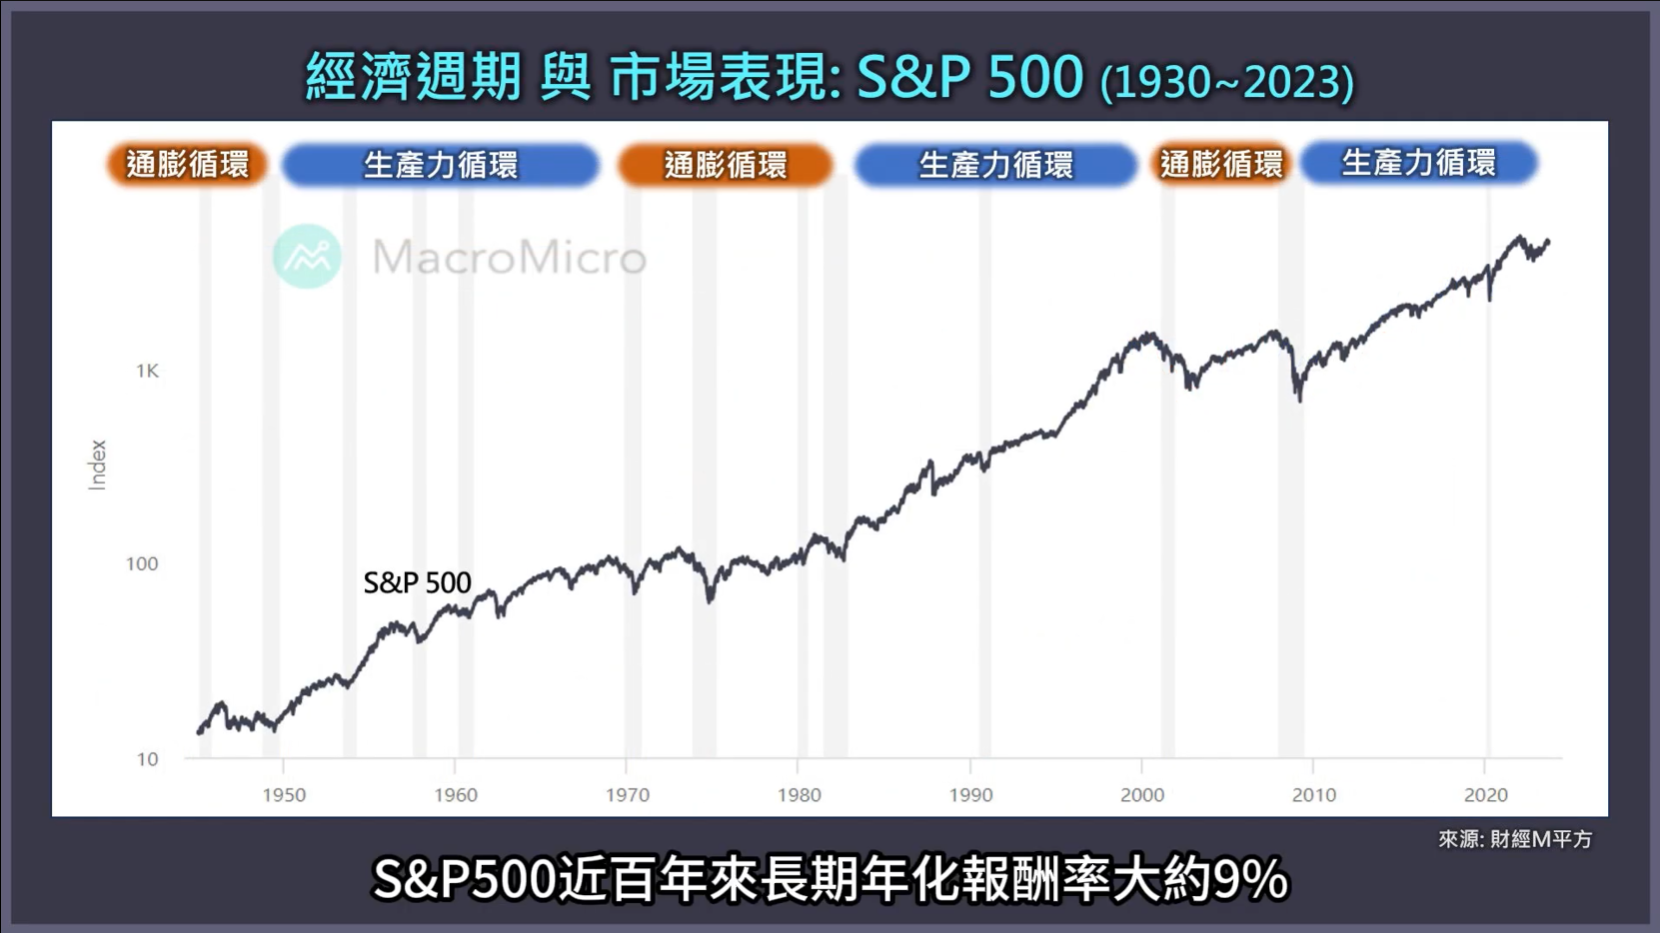 經濟週期 與 市場表現: S&P 500 (1930~2023)
通膨循環 生產力循環 通膨循環 生產力循環 通膨循環 生產力循環
MacroMicro
1K
Index
100
S&P 500
10
1950 1960 1970 1980 1990 2000 2010 2020
來源: 財經M平方
S&P500近百年來長期年化報酬率大約9%